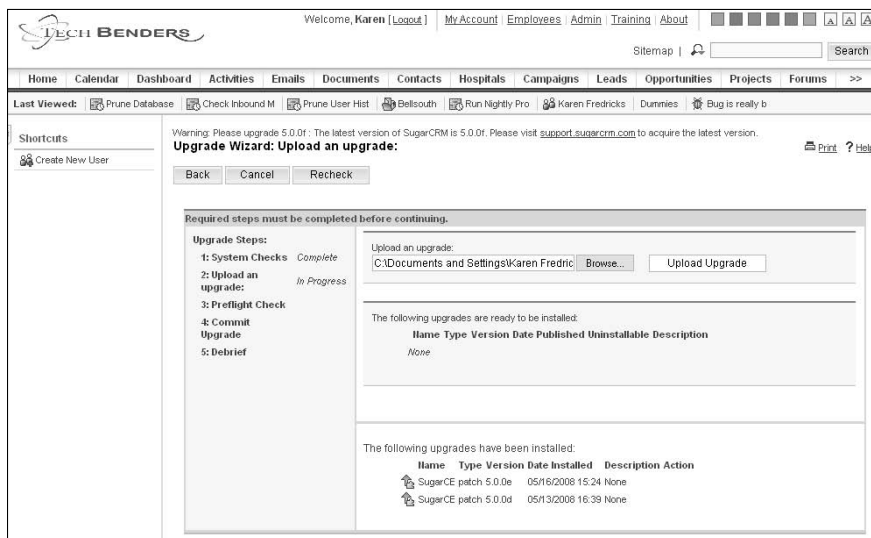 TECH BENDERS
Welcome, Karen [ Logout ] My Account | Employees | Admin | Training | About A A A
Sitemap | Search
Home Calendar Dashboard Activities Emails Documents Contacts Hospitals Campaigns Leads Opportunities Projects Forums >>
Last Viewed: Prune Database Check Inbound M Prune User Hist Bellsouth Run Nightly Pro Karen Fredricks Dummies Bug is really b
Shortcuts
Create New User
Warning: Please upgrade 5.0.0f : The latest version of SugarCRM is 5.0.0f. Please visit support.sugarcrm.com to acquire the latest version.
Upgrade Wizard: Upload an upgrade:
Print ? Help
Back Cancel Recheck
Required steps must be completed before continuing.
Upgrade Steps:
1: System Checks Complete
2: Upload an upgrade: In Progress
3: Preflight Check
4: Commit Upgrade
5: Debrief
Upload an upgrade:
C:\Documents and Settings\Karen Fredric Browse... Upload Upgrade
The following upgrades are ready to be installed:
Name Type Version Date Published Uninstallable Description
None
The following upgrades have been installed:
Name Type Version Date Installed Description Action
SugarCE patch 5.0.0e 05/16/2008 15:24 None
SugarCE patch 5.0.0d 05/13/2008 16:39 None